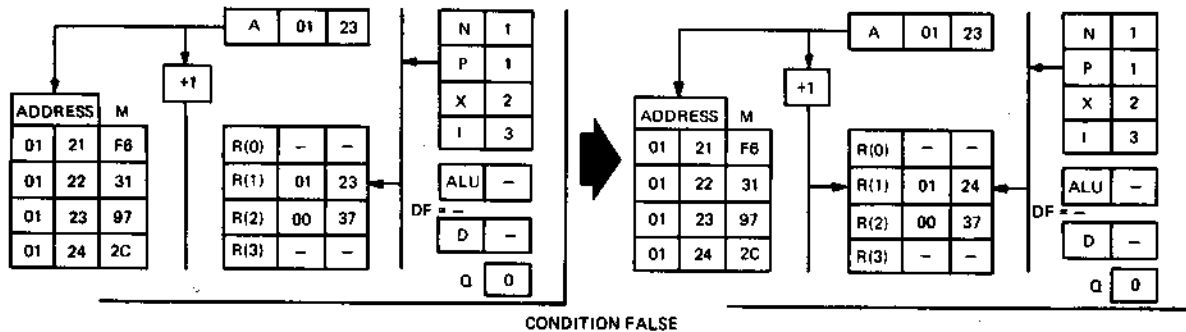 A 01 23
N 1
P 1
X 2
I 3
+1
ADDRESS M
01 21 F6
01 22 31
01 23 97
01 24 2C
R(0) – –
R(1) 01 23
R(2) 00 37
R(3) – –
ALU –
DF = –
D –
Q 0
A 01 23
N 1
P 1
X 2
I 3
+1
ADDRESS M
01 21 F6
01 22 31
01 23 97
01 24 2C
R(0) – –
R(1) 01 24
R(2) 00 37
R(3) – –
ALU –
DF = –
D –
Q 0
CONDITION FALSE